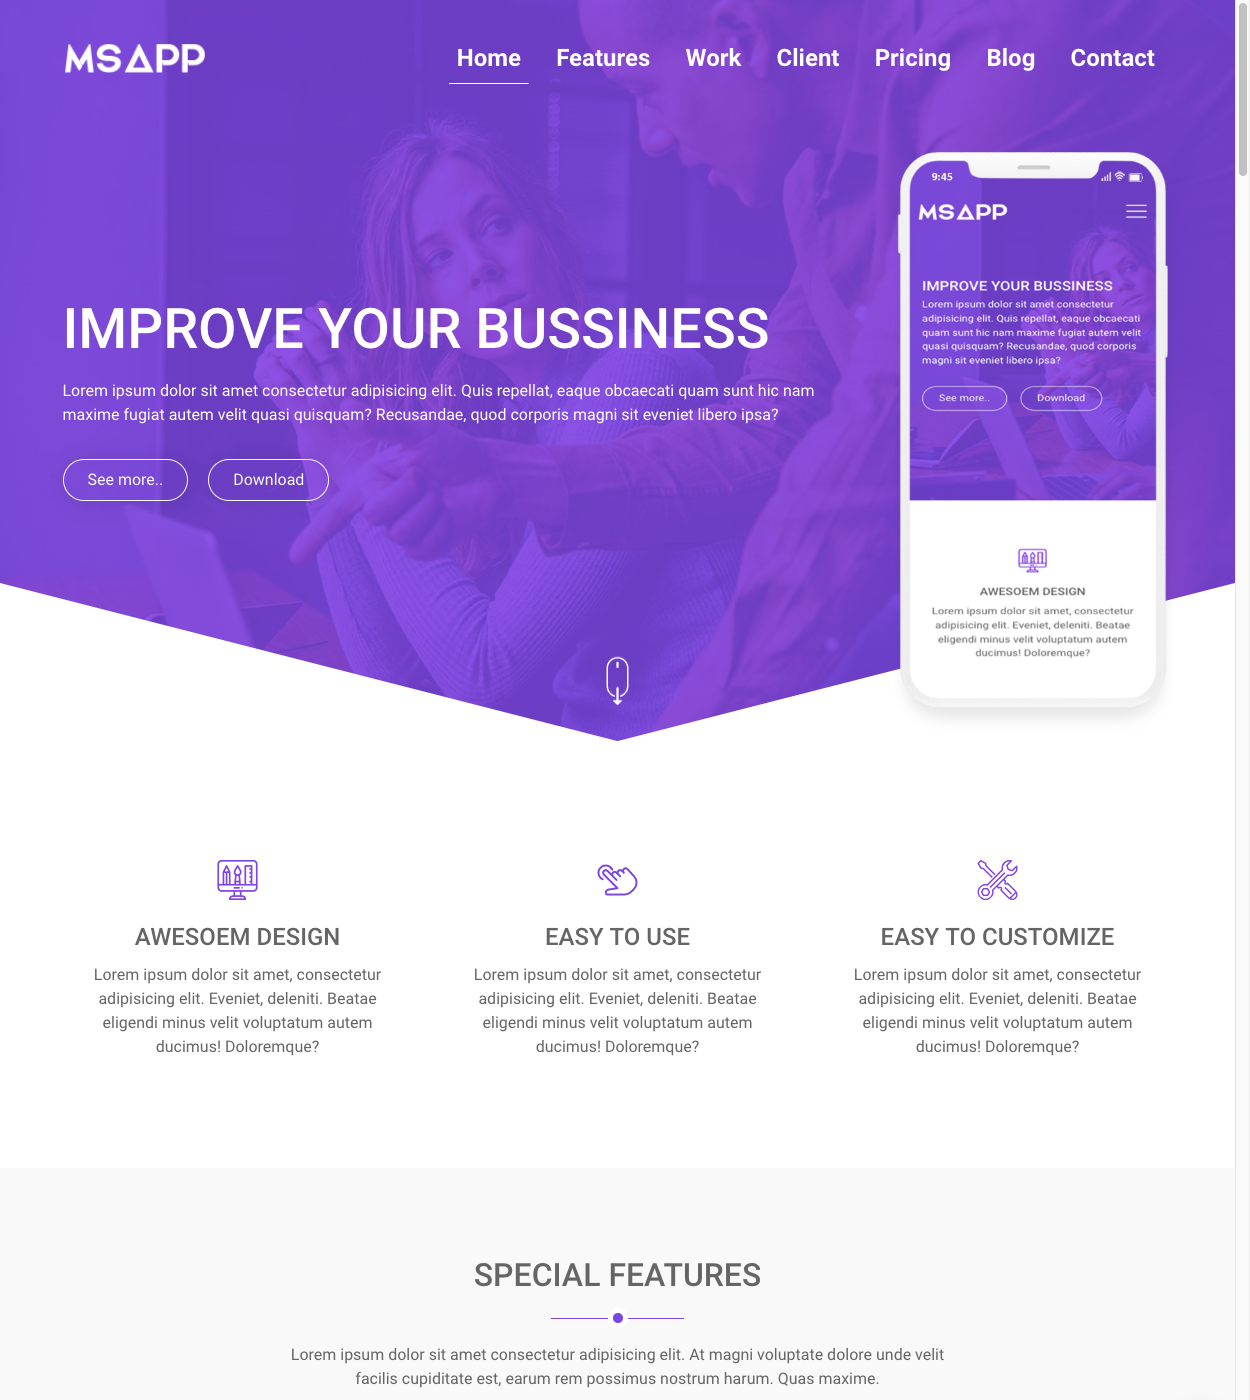 MSAPP
Home Features Work Client Pricing Blog Contact
IMPROVE YOUR BUSSINESS
Lorem ipsum dolor sit amet consectetur adipisicing elit. Quis repellat, eaque obcaecati quam sunt hic nam
maxime fugiat autem velit quasi quisquam? Recusandae, quod corporis magni sit eveniet libero ipsa?
See more.. Download
9:45
MSAPP
IMPROVE YOUR BUSSINESS
Lorem ipsum dolor sit amet consectetur
adipisicing elit. Quis repellat, eaque obcaecati
quam sunt hic nam maxime fugiat autem velit
quasi quisquam? Recusandae, quod corporis
magni sit eveniet libero ipsa?
See more.. Download
AWESOEM DESIGN
Lorem ipsum dolor sit amet, consectetur
adipisicing elit. Eveniet, deleniti. Beatae
eligendi minus velit voluptatum autem
ducimus! Doloremque?
AWESOEM DESIGN
Lorem ipsum dolor sit amet, consectetur
adipisicing elit. Eveniet, deleniti. Beatae
eligendi minus velit voluptatum autem
ducimus! Doloremque?
EASY TO USE
Lorem ipsum dolor sit amet, consectetur
adipisicing elit. Eveniet, deleniti. Beatae
eligendi minus velit voluptatum autem
ducimus! Doloremque?
EASY TO CUSTOMIZE
Lorem ipsum dolor sit amet, consectetur
adipisicing elit. Eveniet, deleniti. Beatae
eligendi minus velit voluptatum autem
ducimus! Doloremque?
SPECIAL FEATURES
Lorem ipsum dolor sit amet consectetur adipisicing elit. At magni voluptate dolore unde velit
facilis cupiditate est, earum rem possimus nostrum harum. Quas maxime.